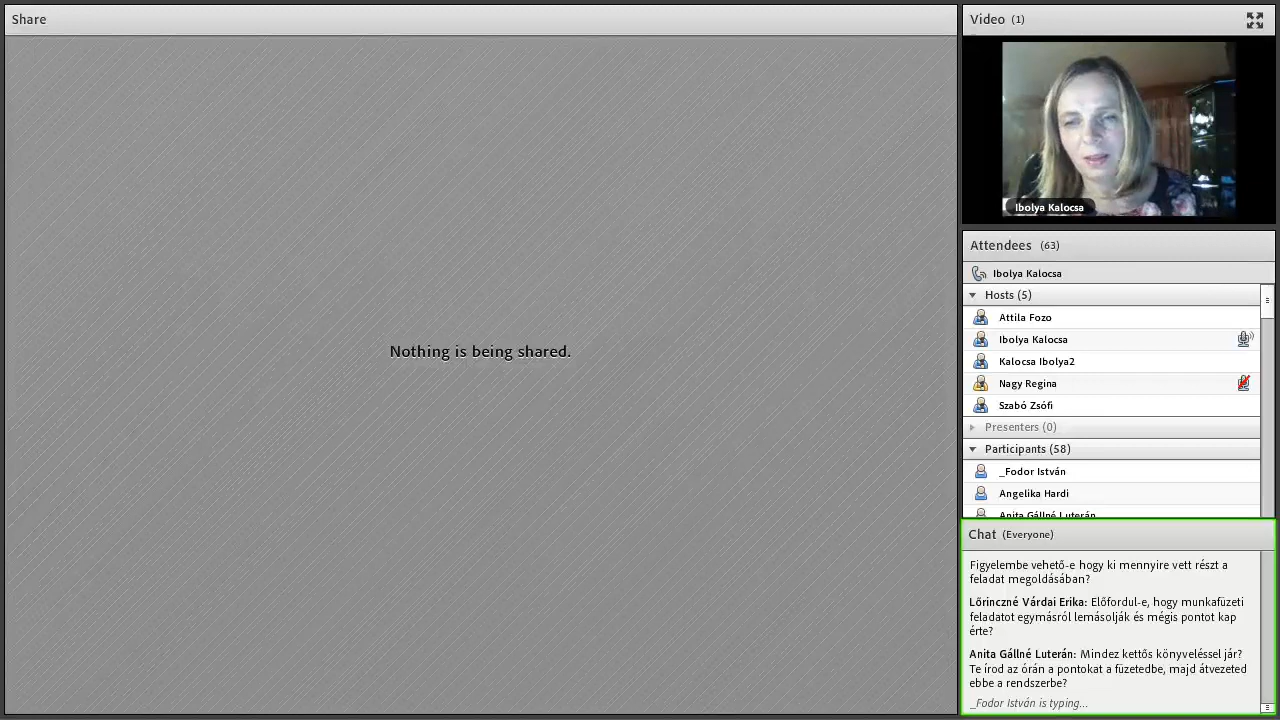 Share
Nothing is being shared.
Video (1)
Ibolya Kalocsa
Attendees (63)
Ibolya Kalocsa
Hosts (5)
Attila Fozo
Ibolya Kalocsa
Kalocsa Ibolya2
Nagy Regina
Szabó Zsófi
Presenters (0)
Participants (58)
_Fodor István
Angelika Hardi
Anita Gállné Luterán
Chat (Everyone)
Figyelembe vehető-e hogy ki mennyire vett részt a
feladat megoldásában?
Lőrinczné Várdai Erika: Előfordul-e, hogy munkafüzeti
feladatot egymásról lemásolják és mégis pontot kap
érte?
Anita Gállné Luterán: Mindez kettős könyveléssel jár?
Te írod az órán a pontokat a füzetedbe, majd átvezeted
ebbe a rendszerbe?
_Fodor István is typing...